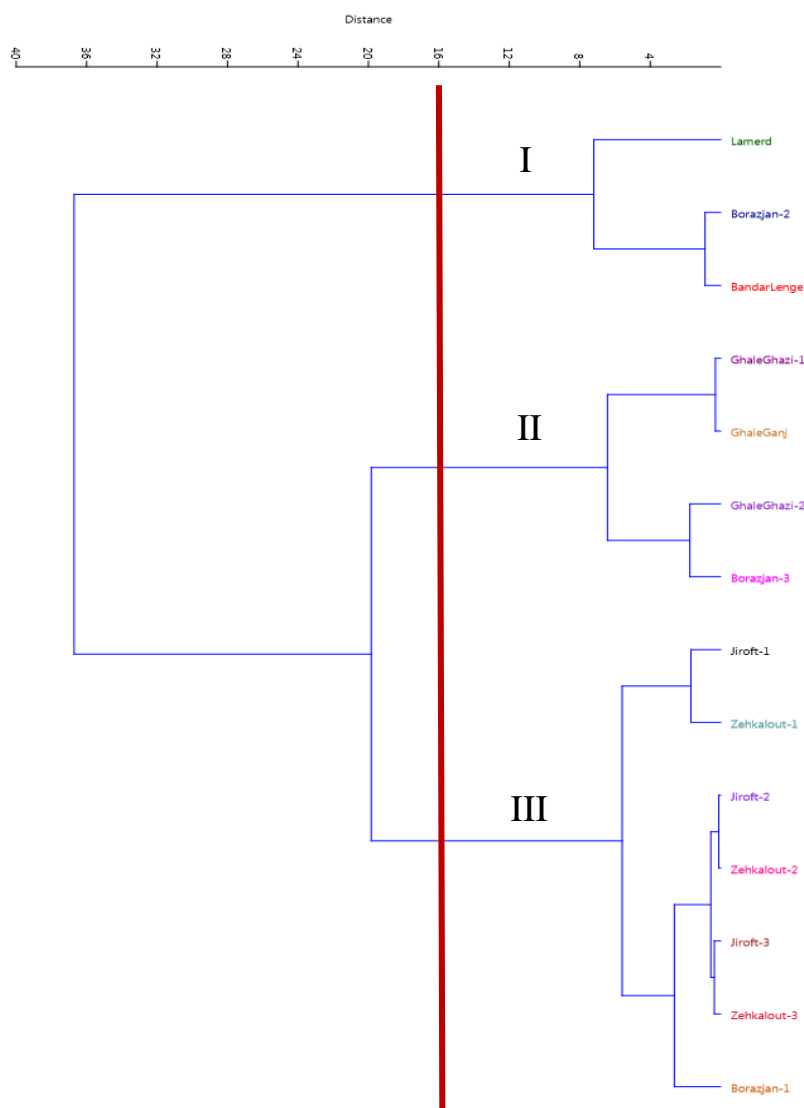 Distance
40 36 32 28 24 20 16 12 8 4
I
Lamerd
Borazjan-2
BandarLenge
GhaleGhazi-1
II
GhaleGanj
GhaleGhazi-2
Borazjan-3
Jiroft-1
Zehkalout-1
III
Jiroft-2
Zehkalout-2
Jiroft-3
Zehkalout-3
Borazjan-1